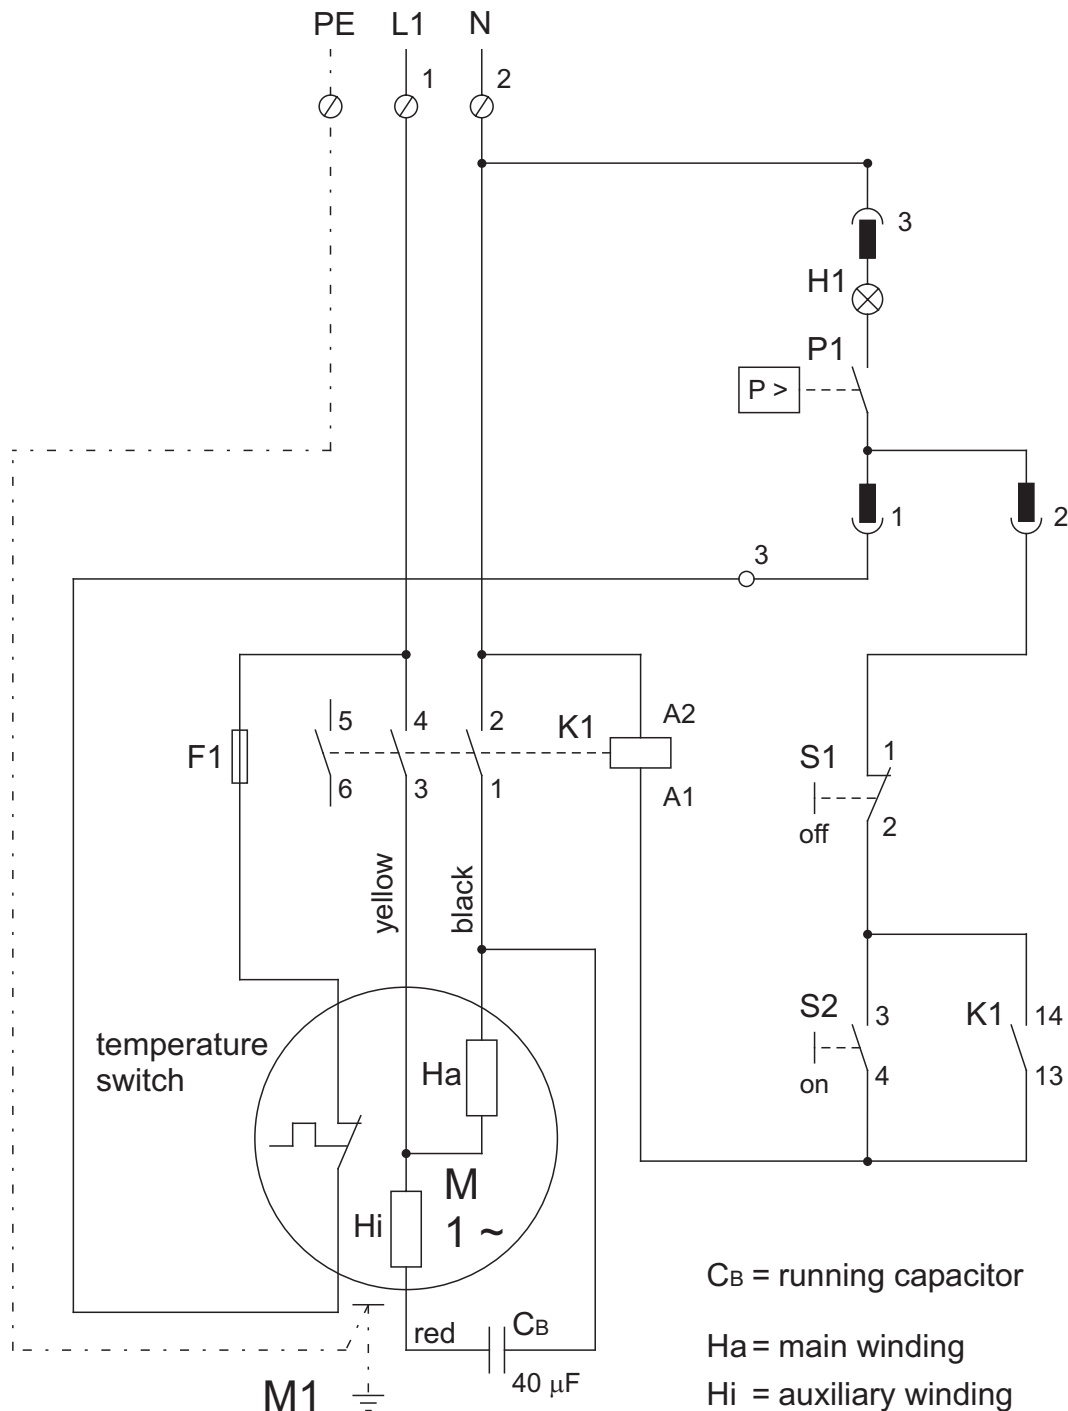 PE L1 N
1 2
3
H1
P1
P >
1 2
3
5 4 2 K1 A2
F1
6 3 1 A1
S1 1
off 2
yellow
black
S2 3 K1 14
on 4 13
temperature
switch
Ha
M
Hi 1 ~
red CB
40 μF
M1
CB = running capacitor
Ha = main winding
Hi = auxiliary winding